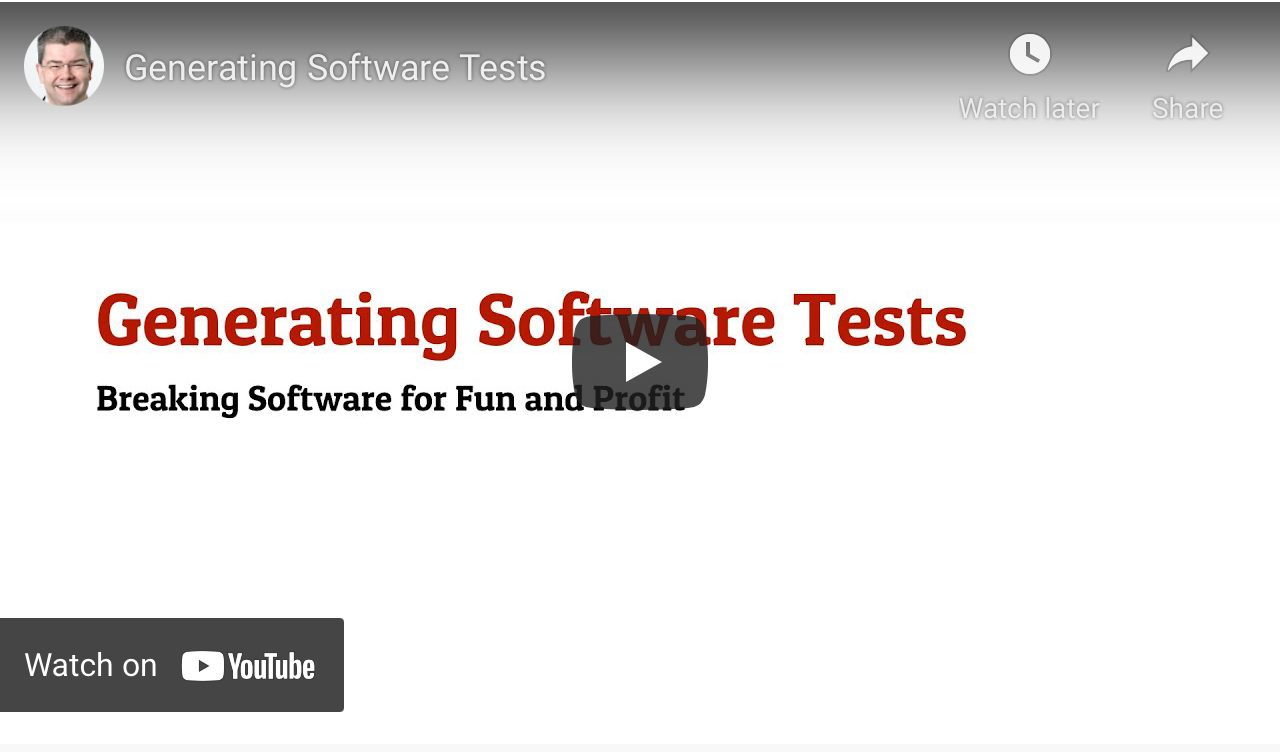 Generating Software Tests
Watch later
Share
Generating Software Tests
Breaking Software for Fun and Profit
Watch on YouTube